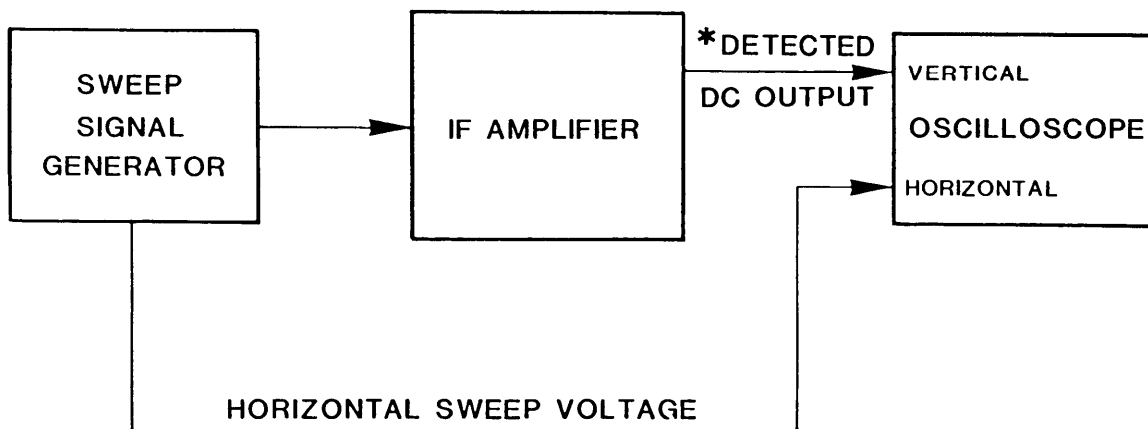 SWEEP
SIGNAL
GENERATOR
IF AMPLIFIER
*DETECTED
DC OUTPUT
VERTICAL
OSCILLOSCOPE
HORIZONTAL
HORIZONTAL SWEEP VOLTAGE